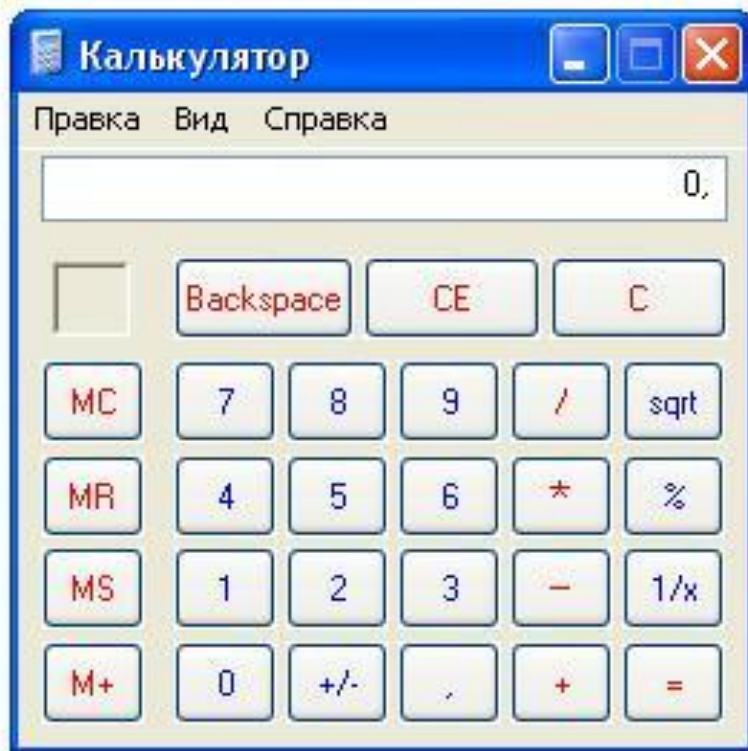 Калькулятор
Правка Вид Справка
0,
Backspace CE C
MC 7 8 9 / sqrt
MR 4 5 6 * %
MS 1 2 3 - 1/x
M+ 0 +/- , + =